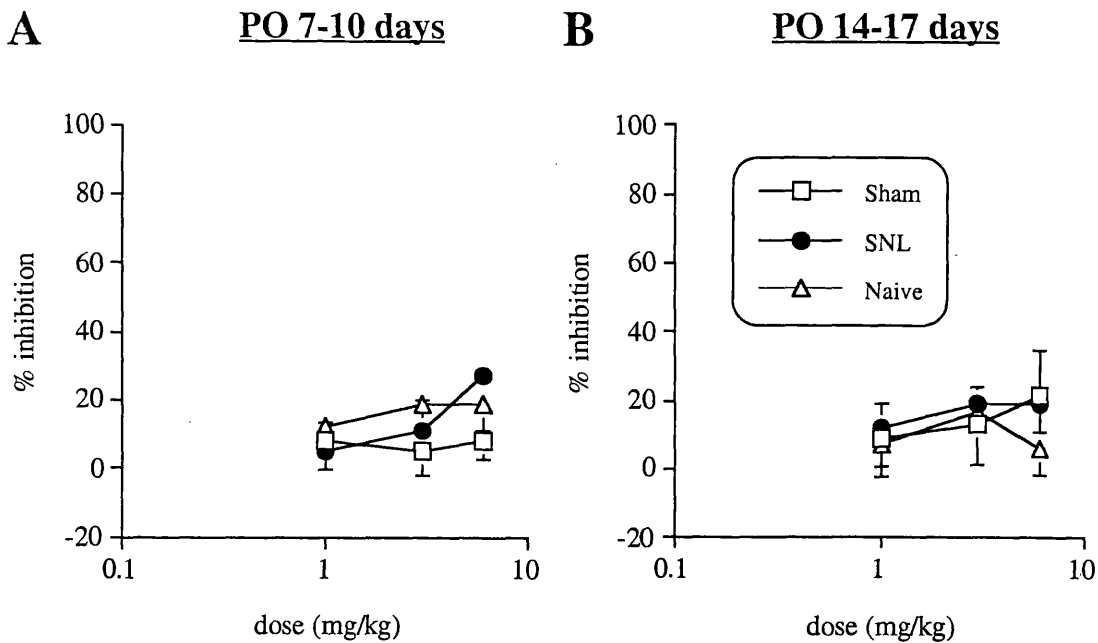 A
PO 7-10 days
100
80
60
40
20
0
-20
% inhibition
0.1
1
10
dose (mg/kg)
B
PO 14-17 days
100
80
60
40
20
0
-20
% inhibition
Sham
SNL
Naive
0.1
1
10
dose (mg/kg)